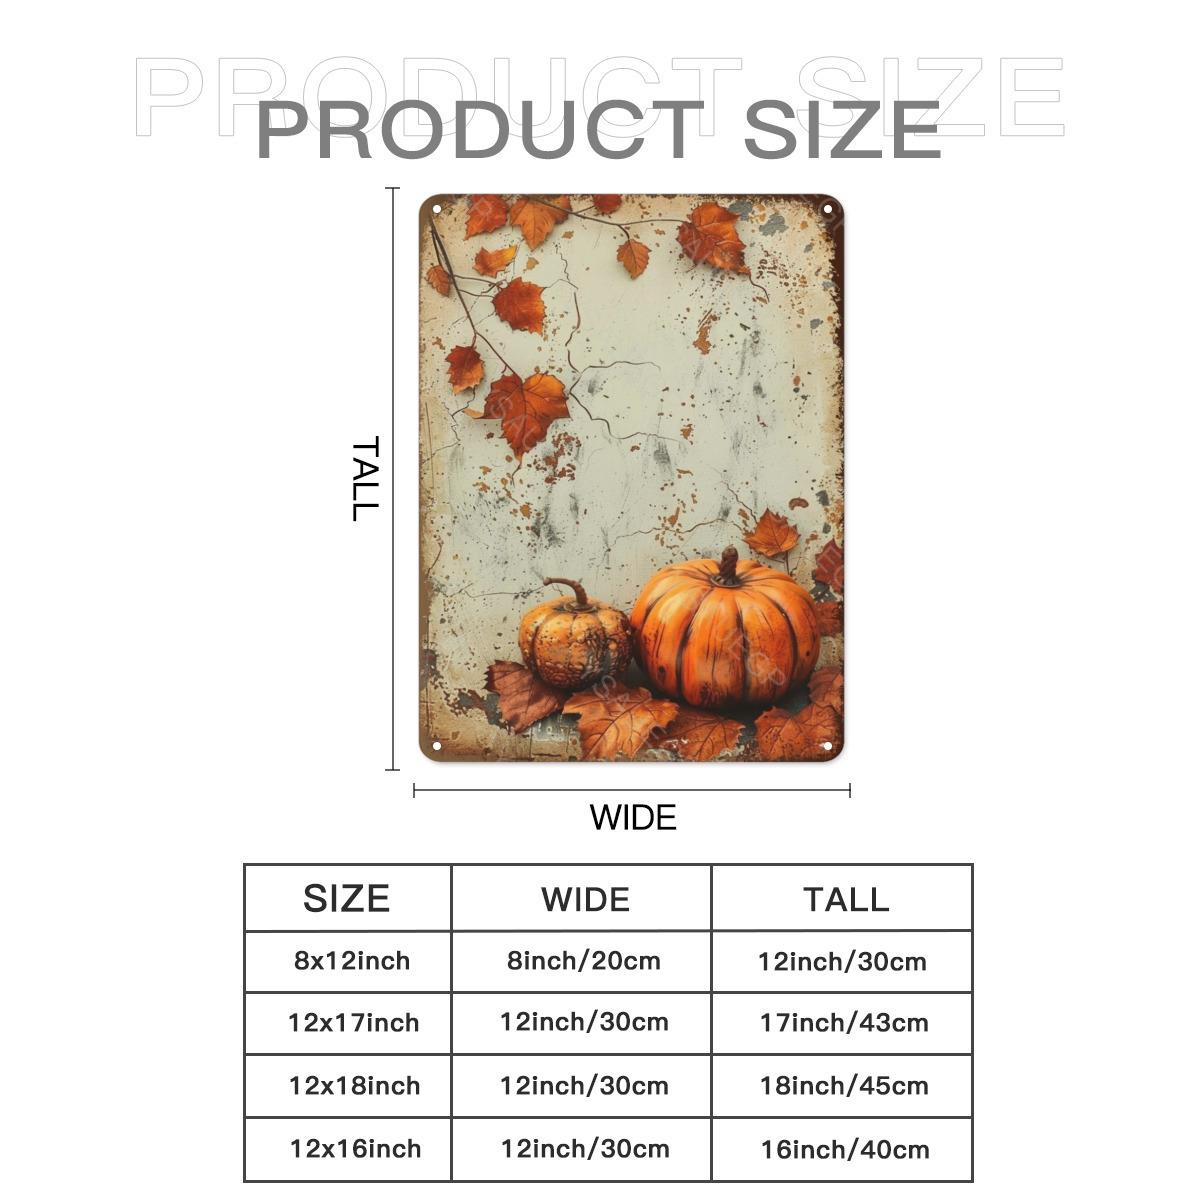 PRODUCT SIZE
PRODUCT SIZE
TALL
WIDE
SIZE WIDE TALL
8x12inch 8inch/20cm 12inch/30cm
12x17inch 12inch/30cm 17inch/43cm
12x18inch 12inch/30cm 18inch/45cm
12x16inch 12inch/30cm 16inch/40cm